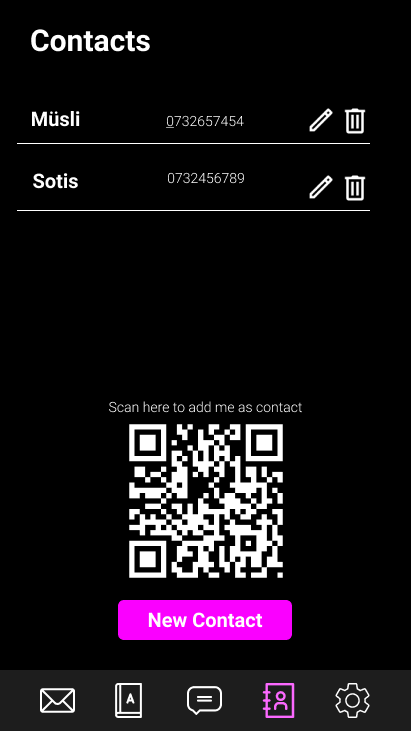 Contacts
Müsli 0732657454
Sotis 0732456789
Scan here to add me as contact
New Contact
A